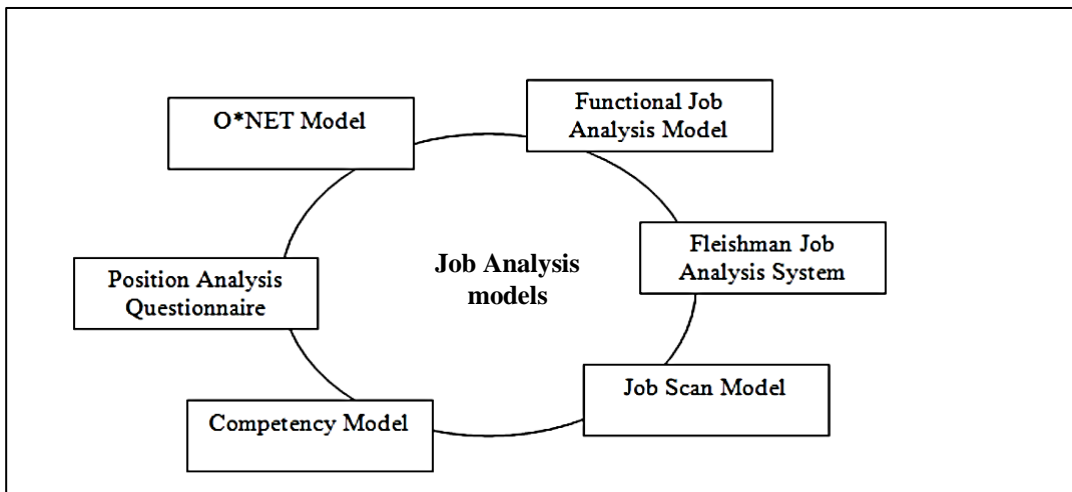 O*NET Model
Functional Job
Analysis Model
Fleishman Job
Analysis System
Job Analysis
models
Position Analysis
Questionnaire
Job Scan Model
Competency Model